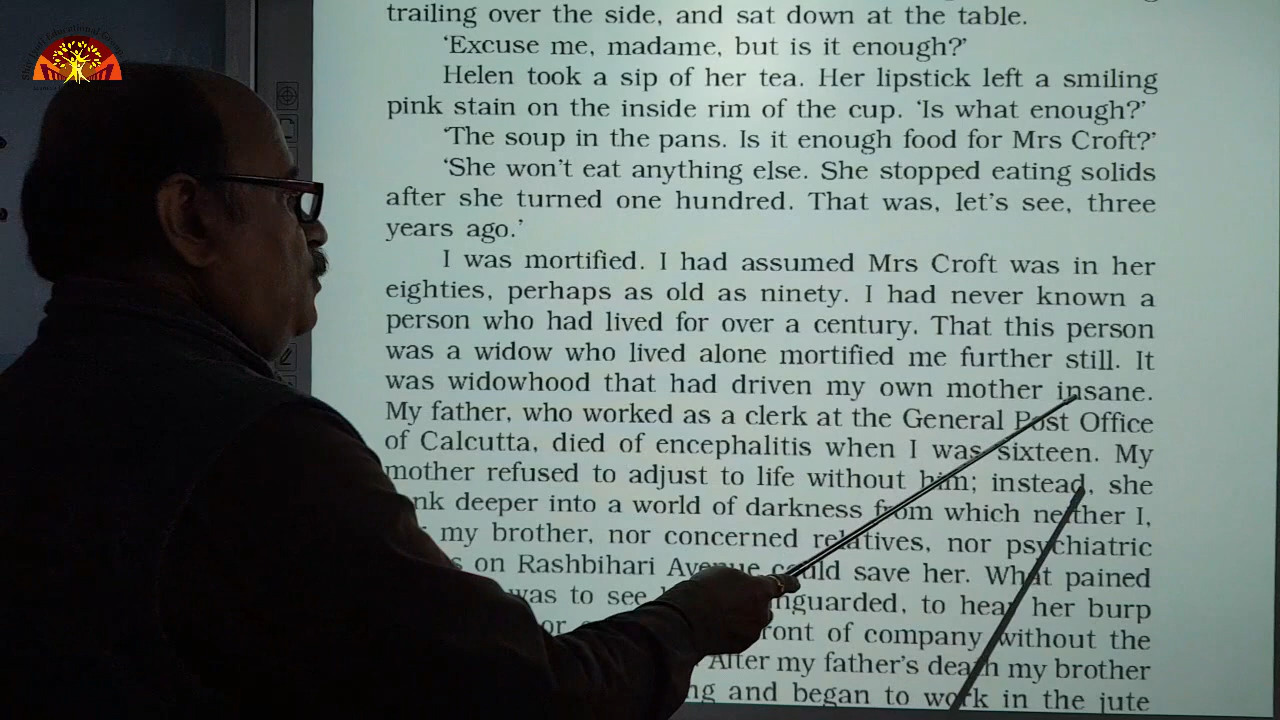 trailing over the side, and sat down at the table.
‘Excuse me, madame, but is it enough?’
Helen took a sip of her tea. Her lipstick left a smiling
pink stain on the inside rim of the cup. ‘Is what enough?’
‘The soup in the pans. Is it enough food for Mrs Croft?’
‘She won’t eat anything else. She stopped eating solids
after she turned one hundred. That was, let’s see, three
years ago.’
I was mortified. I had assumed Mrs Croft was in her
eighties, perhaps as old as ninety. I had never known a
person who had lived for over a century. That this person
was a widow who lived alone mortified me further still. It
was widowhood that had driven my own mother insane.
My father, who worked as a clerk at the General Post Office
of Calcutta, died of encephalitis when I was sixteen. My
mother refused to adjust to life without him; instead, she
deeper into a world of darkness from which neither I,
my brother, nor concerned relatives, nor psychiatric
on Rashbihari Avenue could save her. What pained
was to see unguarded, to hear her burp
or front of company without the
After my father’s death my brother
and began to work in the jute